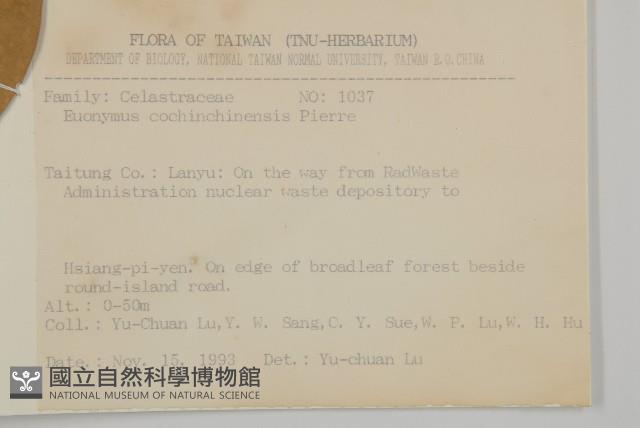 FLORA OF TAIWAN (TNU-HERBARIUM)
DEPARTMENT OF BIOLOGY, NATIONAL TAIWAN NORMAL UNIVERSITY, TAIWAN R.O.CHINA
Family: Celastraceae NO: 1037
Euonymus cochinchinensis Pierre
Taitung Co.: Lanyu: On the way from RadWaste
Administration nuclear waste depository to
Hsiang-pi-yen. On edge of broadleaf forest beside
round-island road.
Alt.: 0-50m
Coll.: Yu-Chuan Lu,Y. W. Sang,C. Y. Sue,W. P. Lu,W. H. Hu
Date.: Nov. 15, 1993 Det.: Yu-chuan Lu
國立自然科學博物館
NATIONAL MUSEUM OF NATURAL SCIENCE